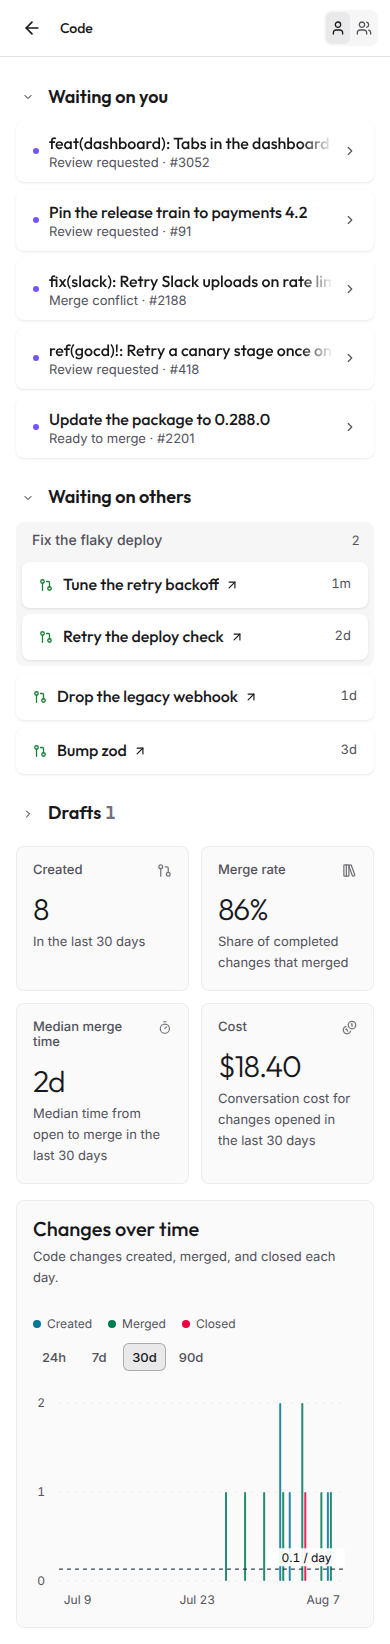 Code
Waiting on you
feat(dashboard): Tabs in the dashboard
Review requested · #3052
Pin the release train to payments 4.2
Review requested · #91
fix(slack): Retry Slack uploads on rate lin
Merge conflict · #2188
ref(gocd)!: Retry a canary stage once on
Review requested · #418
Update the package to 0.288.0
Ready to merge · #2201
Waiting on others
Fix the flaky deploy 2
Tune the retry backoff 1m
Retry the deploy check 2d
Drop the legacy webhook 1d
Bump zod 3d
Drafts 1
Created
8
In the last 30 days
Merge rate
86%
Share of completed
changes that merged
Median merge
time
2d
Median time from
open to merge in the
last 30 days
Cost
$18.40
Conversation cost for
changes opened in
the last 30 days
Changes over time
Code changes created, merged, and closed each
day.
Created Merged Closed
24h 7d 30d 90d
2
1
0.1 / day
0
Jul 9 Jul 23 Aug 7